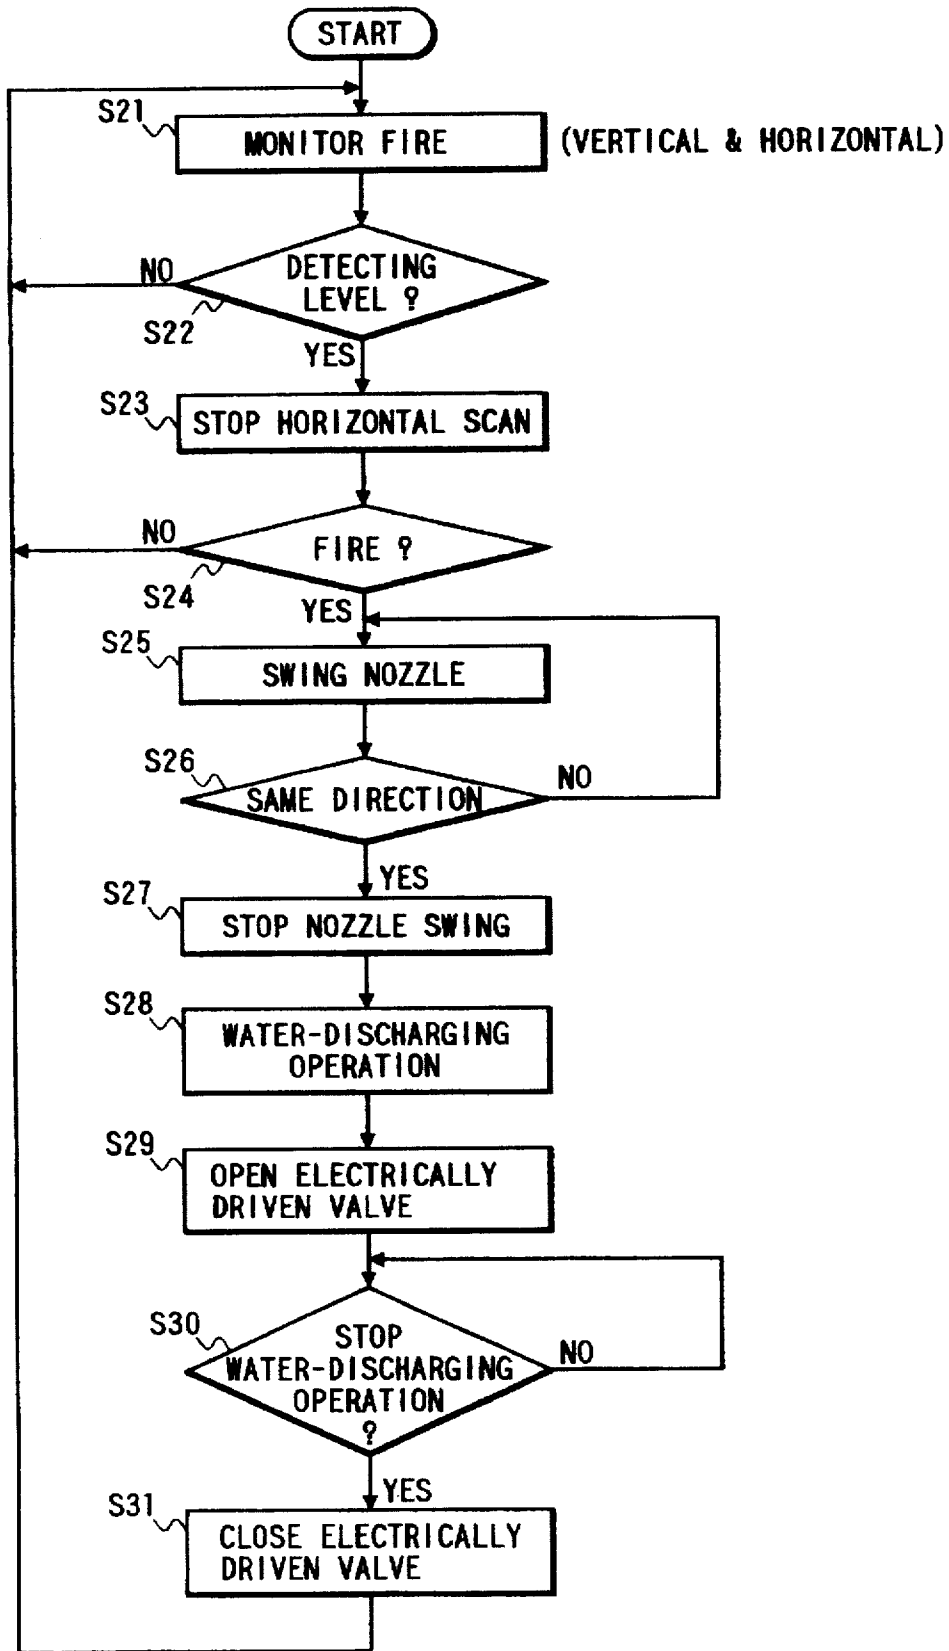 START
S21
MONITOR FIRE
(VERTICAL & HORIZONTAL)
NO
DETECTING
LEVEL ?
S22
YES
S23
STOP HORIZONTAL SCAN
NO
FIRE ?
S24
YES
S25
SWING NOZZLE
S26
SAME DIRECTION
NO
YES
S27
STOP NOZZLE SWING
S28
WATER-DISCHARGING
OPERATION
S29
OPEN ELECTRICALLY
DRIVEN VALVE
S30
STOP
WATER-DISCHARGING
OPERATION
?
NO
YES
S31
CLOSE ELECTRICALLY
DRIVEN VALVE